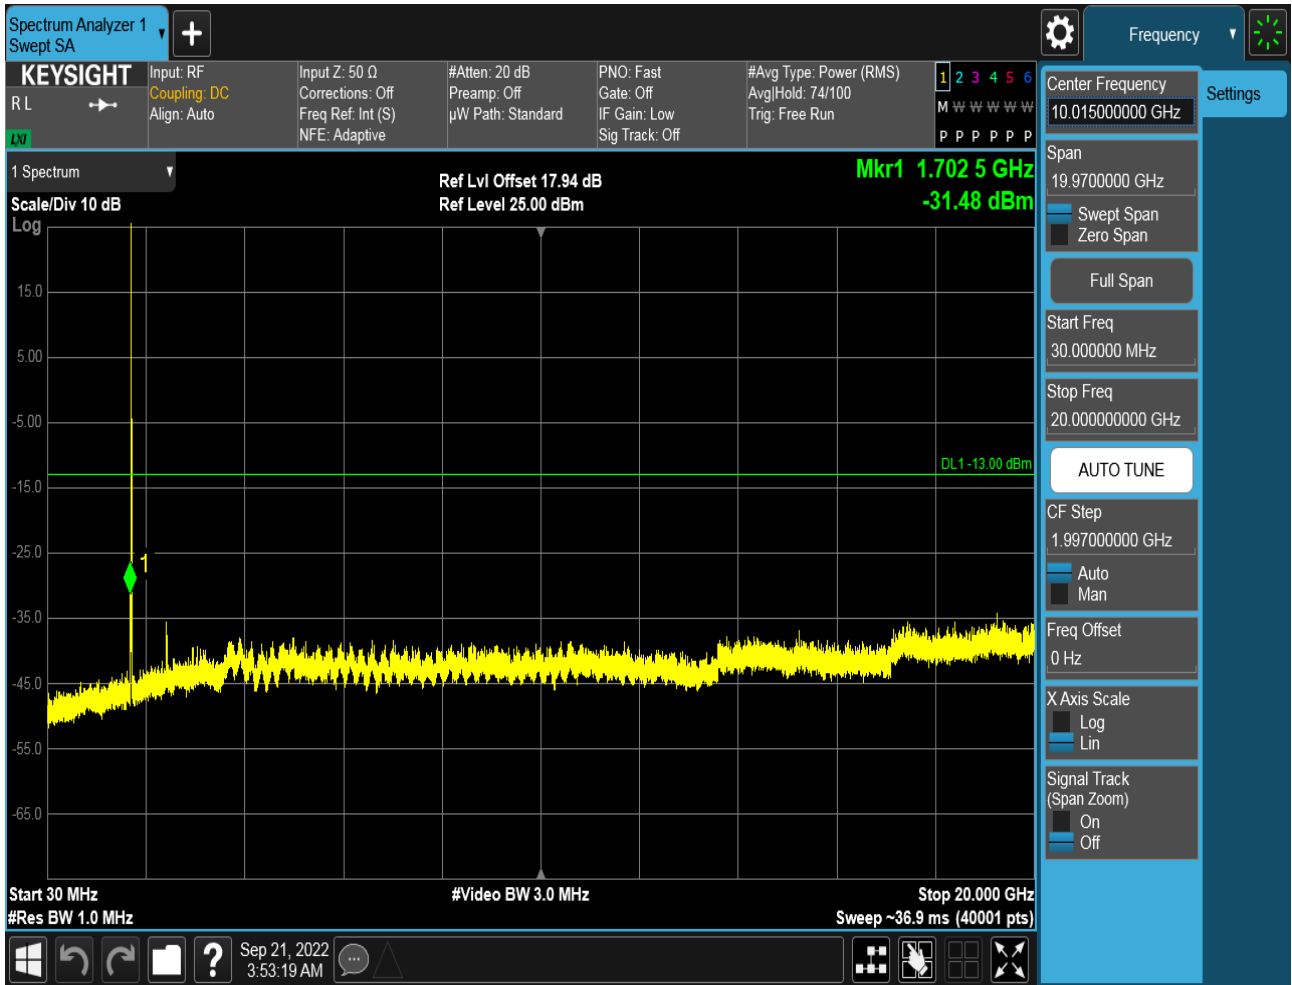 Spectrum Analyzer 1
Swept SA
Frequency
KEYSIGHT
R L
LXI
Input: RF
Coupling: DC
Align: Auto
Input Z: 50 Ω
Corrections: Off
Freq Ref: Int (S)
NFE: Adaptive
#Atten: 20 dB
Preamp: Off
µW Path: Standard
PNO: Fast
Gate: Off
IF Gain: Low
Sig Track: Off
#Avg Type: Power (RMS)
Avg|Hold: 74/100
Trig: Free Run
1 2 3 4 5 6
M W W W W W
P P P P P P
1 Spectrum
Scale/Div 10 dB
Log
Ref Lvl Offset 17.94 dB
Ref Level 25.00 dBm
Mkr1 1.702 5 GHz
-31.48 dBm
15.0
5.00
-5.00
-15.0
-25.0
-35.0
-45.0
-55.0
-65.0
DL1 -13.00 dBm
1
Start 30 MHz
#Res BW 1.0 MHz
#Video BW 3.0 MHz
Stop 20.000 GHz
Sweep ~36.9 ms (40001 pts)
Center Frequency
10.015000000 GHz
Settings
Span
19.9700000 GHz
Swept Span
Zero Span
Full Span
Start Freq
30.000000 MHz
Stop Freq
20.000000000 GHz
AUTO TUNE
CF Step
1.997000000 GHz
Auto
Man
Freq Offset
0 Hz
X Axis Scale
Log
Lin
Signal Track
(Span Zoom)
On
Off
?
Sep 21, 2022
3:53:19 AM